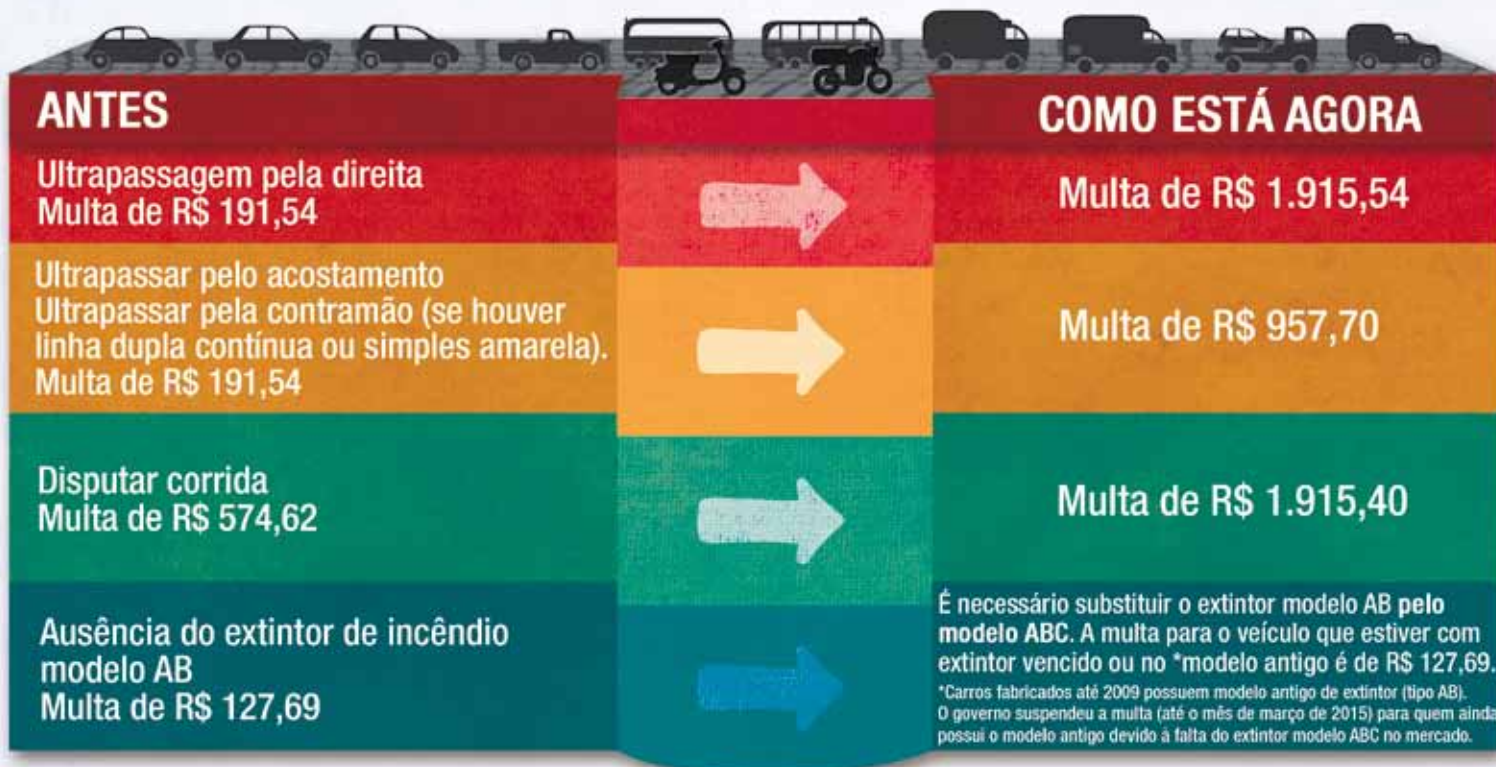 ANTES
Ultrapassagem pela direita
Multa de R$ 191,54
Ultrapassar pelo acostamento
Ultrapassar pela contramão (se houver
linha dupla contínua ou simples amarela).
Multa de R$ 191,54
Disputar corrida
Multa de R$ 574,62
Ausência do extintor de incêndio
modelo AB
Multa de R$ 127,69
COMO ESTÁ AGORA
Multa de R$ 1.915,54
Multa de R$ 957,70
Multa de R$ 1.915,40
É necessário substituir o extintor modelo AB pelo
modelo ABC. A multa para o veículo que estiver com
extintor vencido ou no *modelo antigo é de R$ 127,69.
*Carros fabricados até 2009 possuem modelo antigo de extintor (tipo AB).
O governo suspendeu a multa (até o mês de março de 2015) para quem ainda
possui o modelo antigo devido à falta do extintor modelo ABC no mercado.